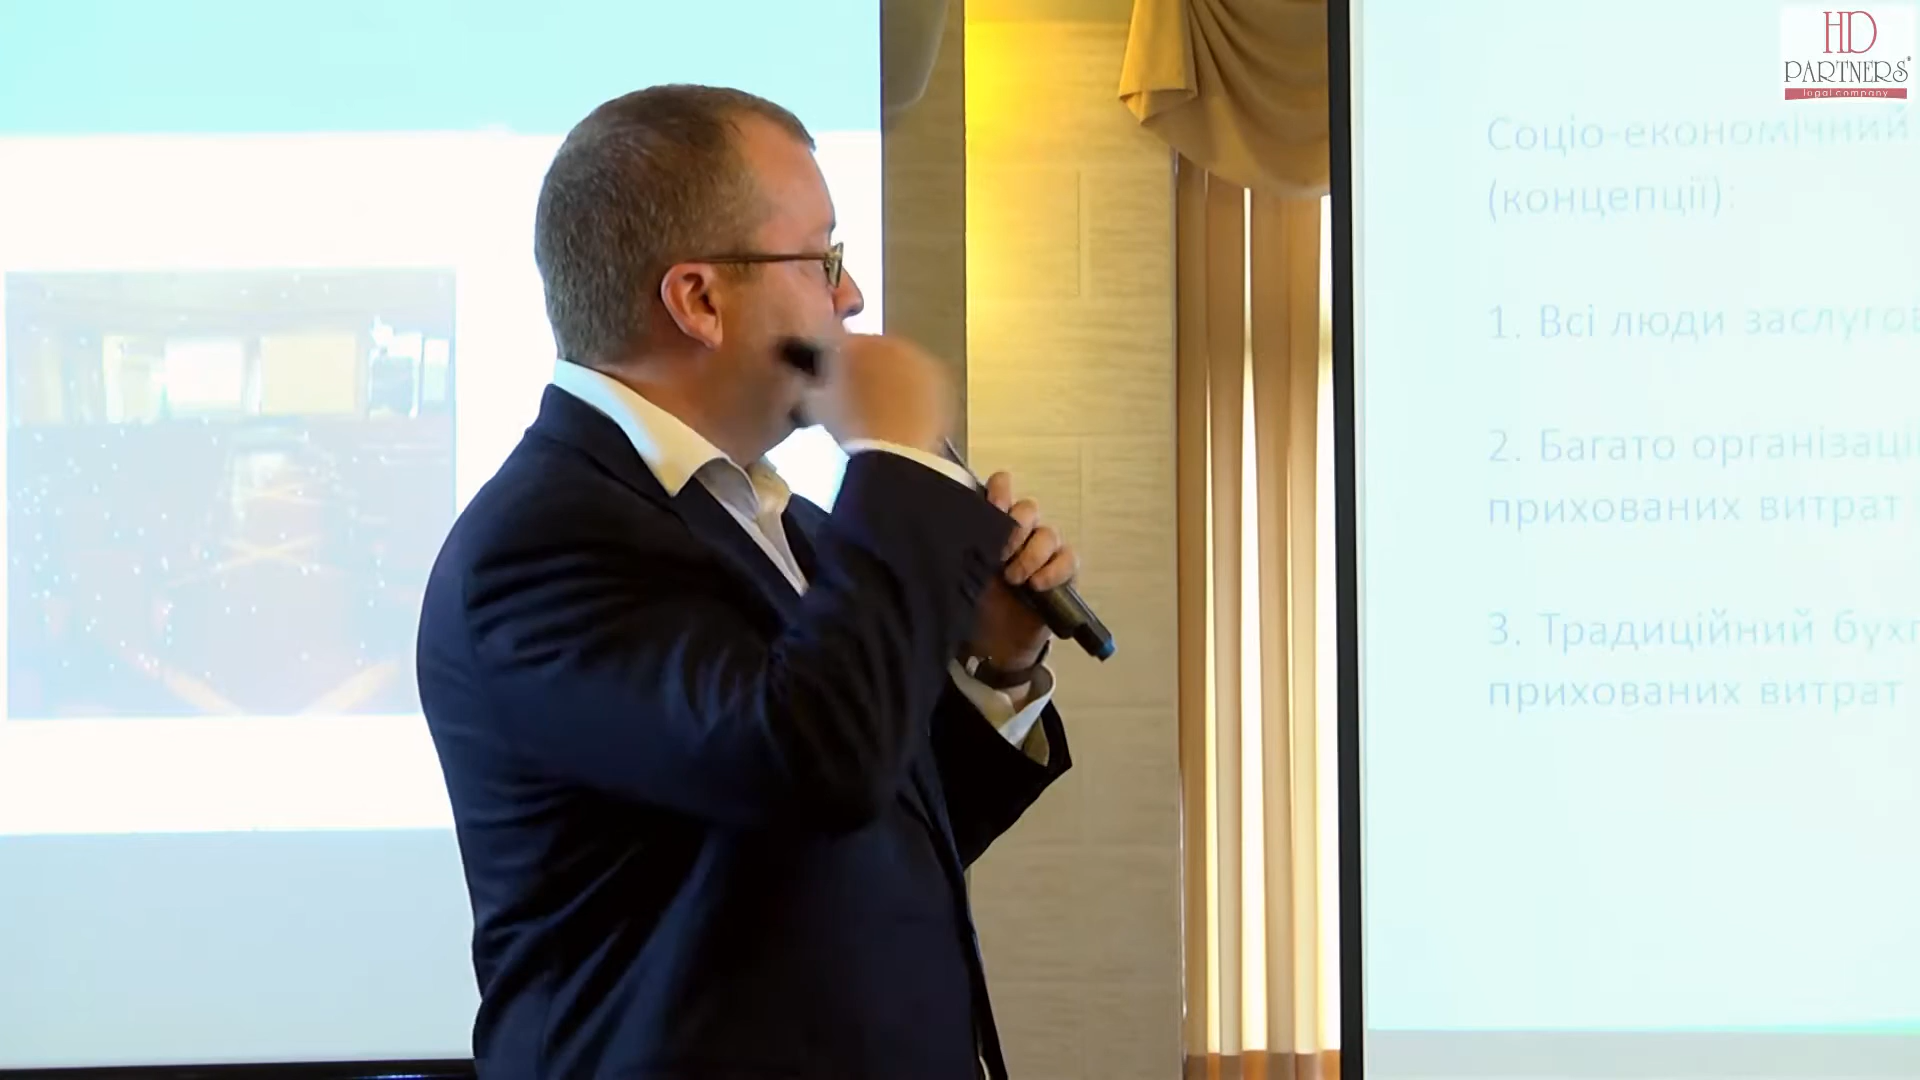 HD
PARTNERS®
legal company
Соціо-економічний
(концепції):
1. Всі люди
2. Багато
прихованих витрат
3. Традиційний
прихованих витрат